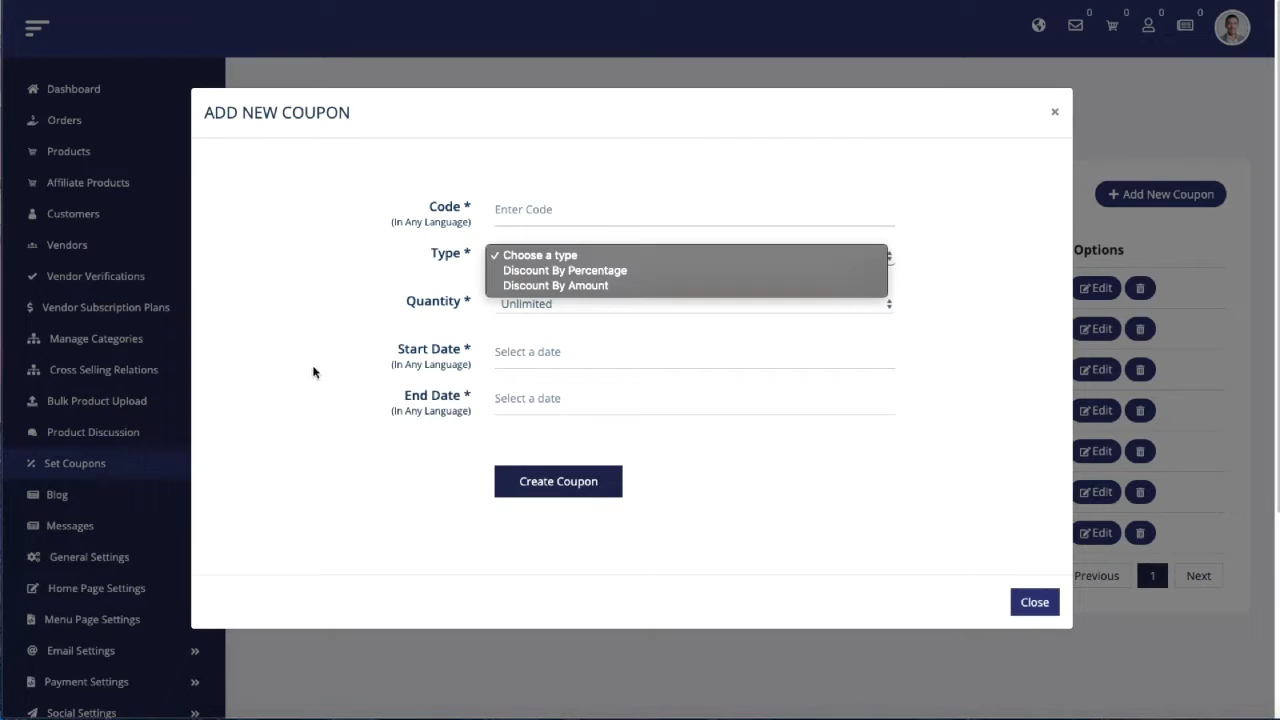 0 0 0 0
Dashboard
Orders
Products
Affiliate Products
Customers
Vendors
Vendor Verifications
Vendor Subscription Plans
Manage Categories
Cross Selling Relations
Bulk Product Upload
Product Discussion
Set Coupons
Blog
Messages
General Settings
Home Page Settings
Menu Page Settings
Email Settings
Payment Settings
Social Settings
ADD NEW COUPON
×
Code *
(In Any Language)
Enter Code
Type *
✓ Choose a type
Discount By Percentage
Discount By Amount
Quantity *
Unlimited
Start Date *
(In Any Language)
Select a date
End Date *
(In Any Language)
Select a date
Create Coupon
Close
+ Add New Coupon
Options
Edit
Edit
Edit
Edit
Edit
Edit
Edit
Previous 1 Next